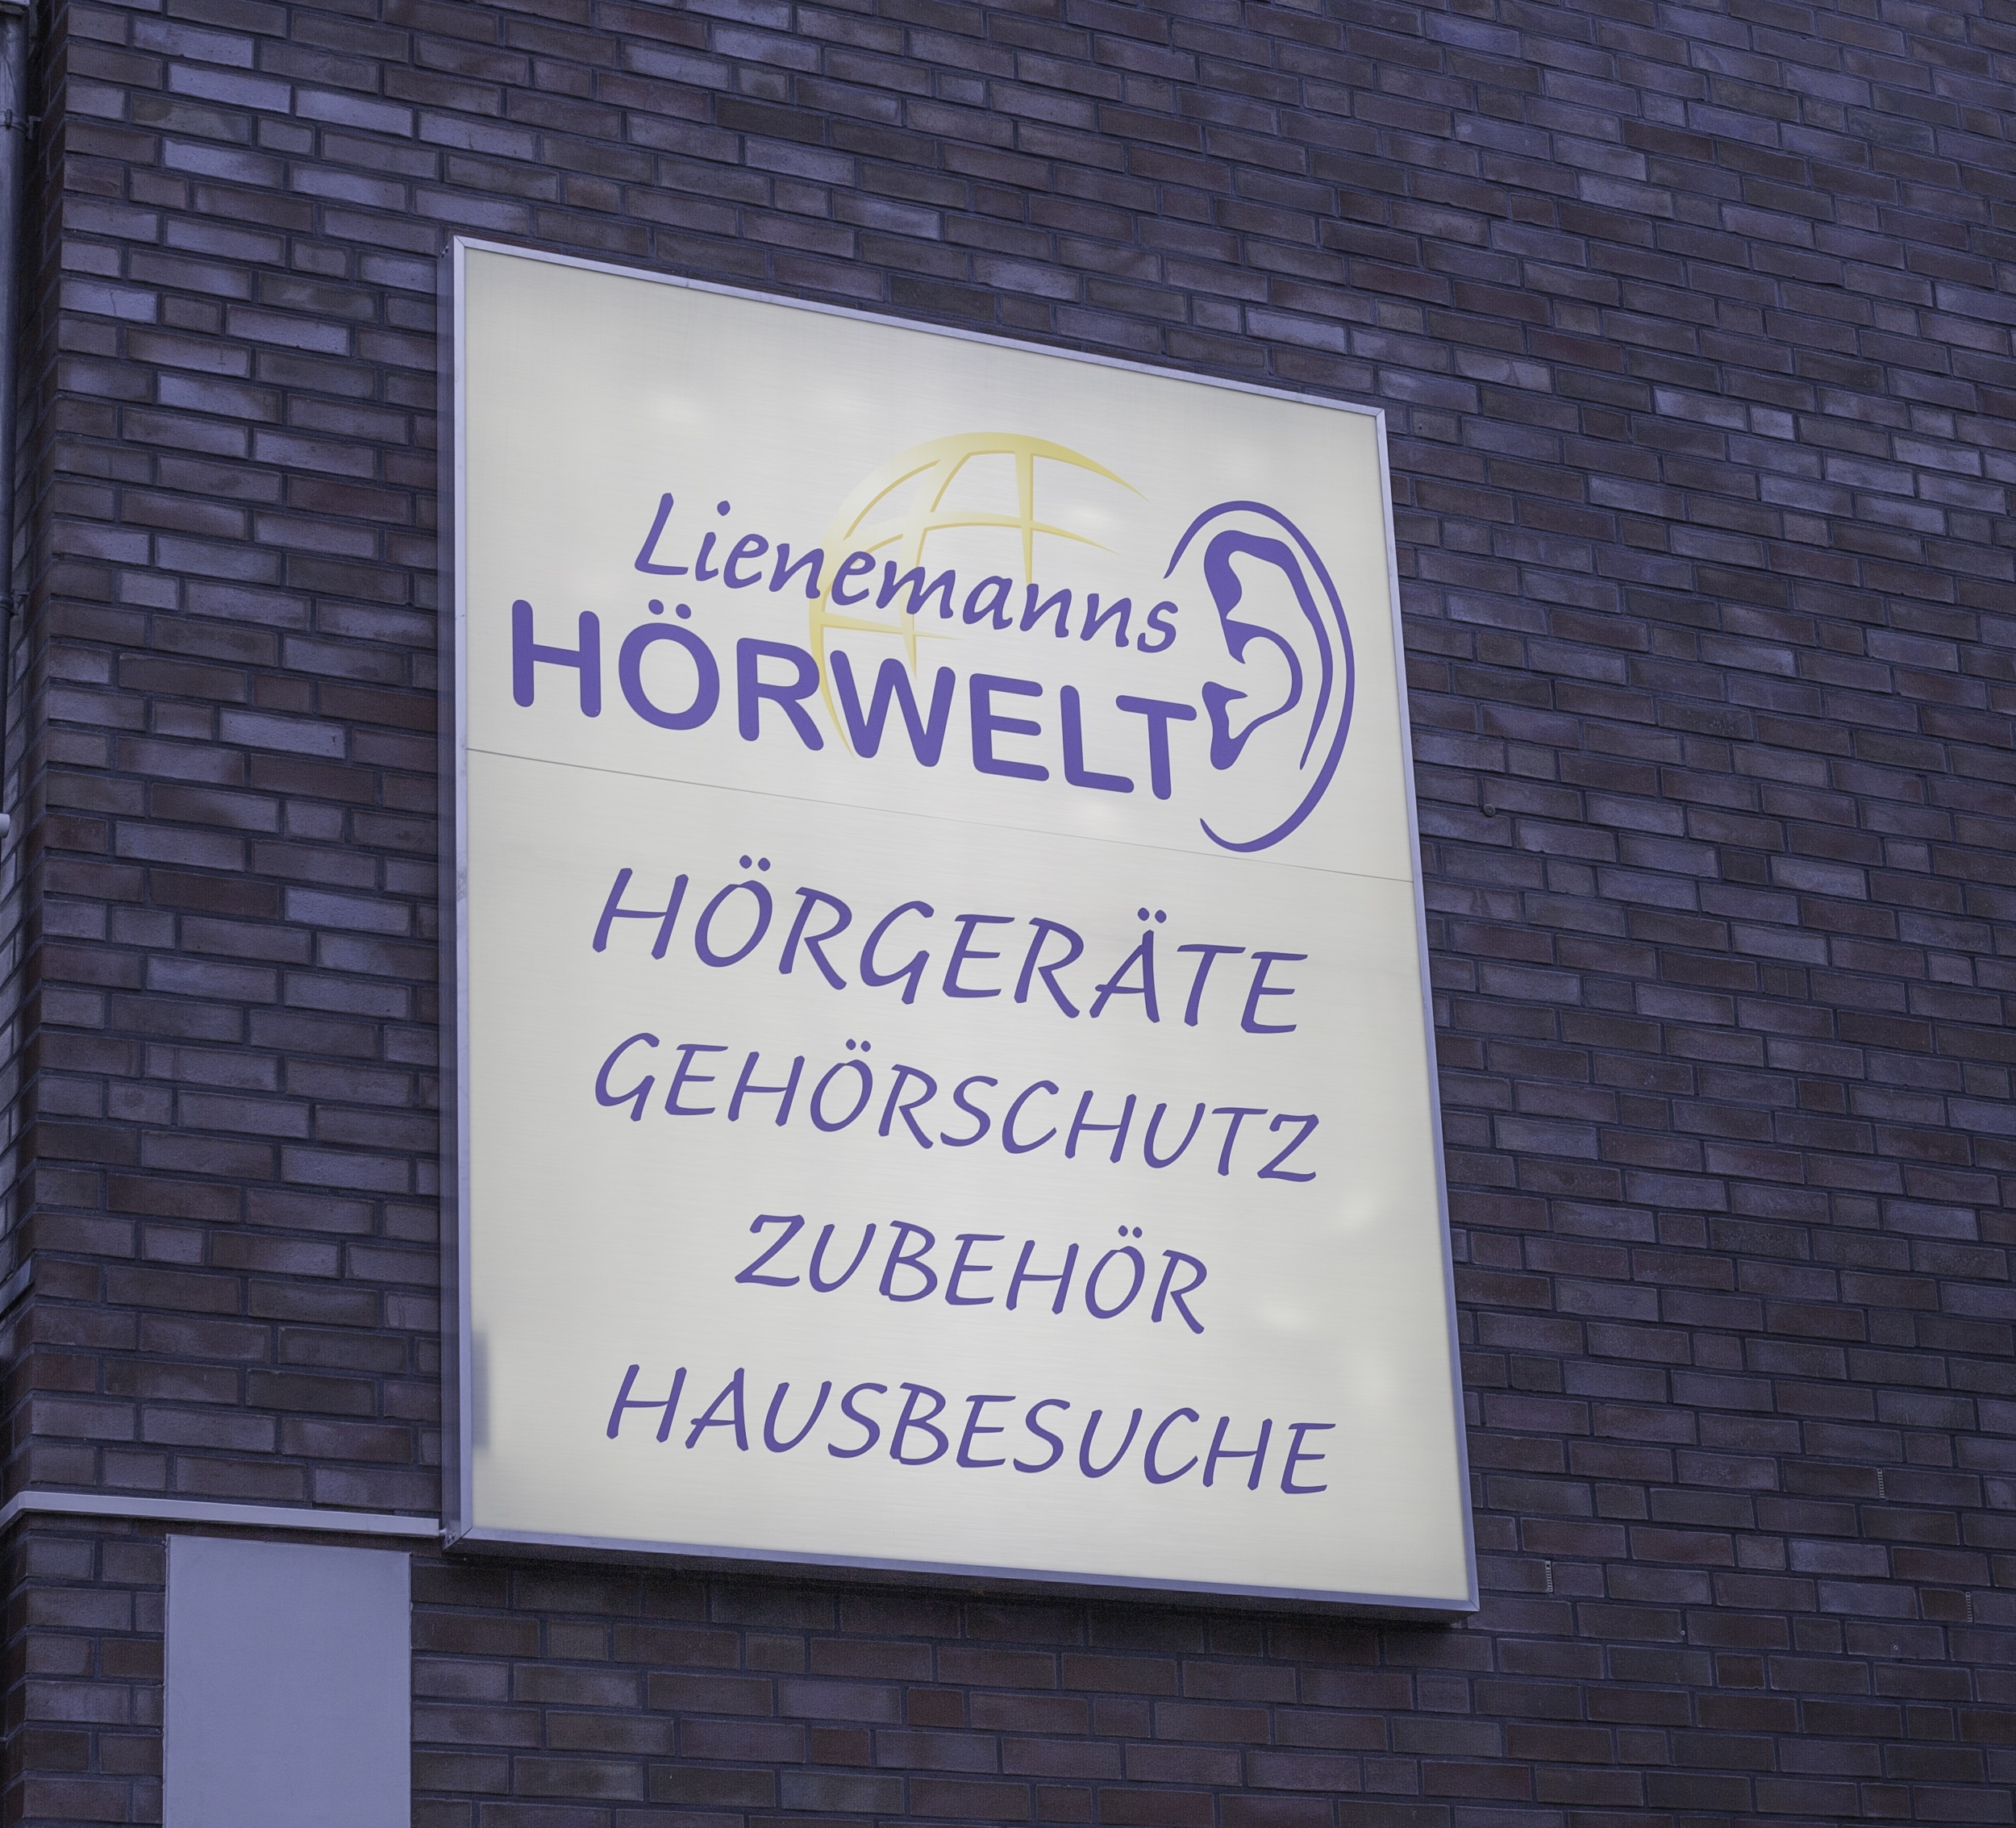 Lienemanns
HÖRWELT
HÖRGERÄTE
GEHÖRSCHUTZ
ZUBEHÖR
HAUSBESUCHE